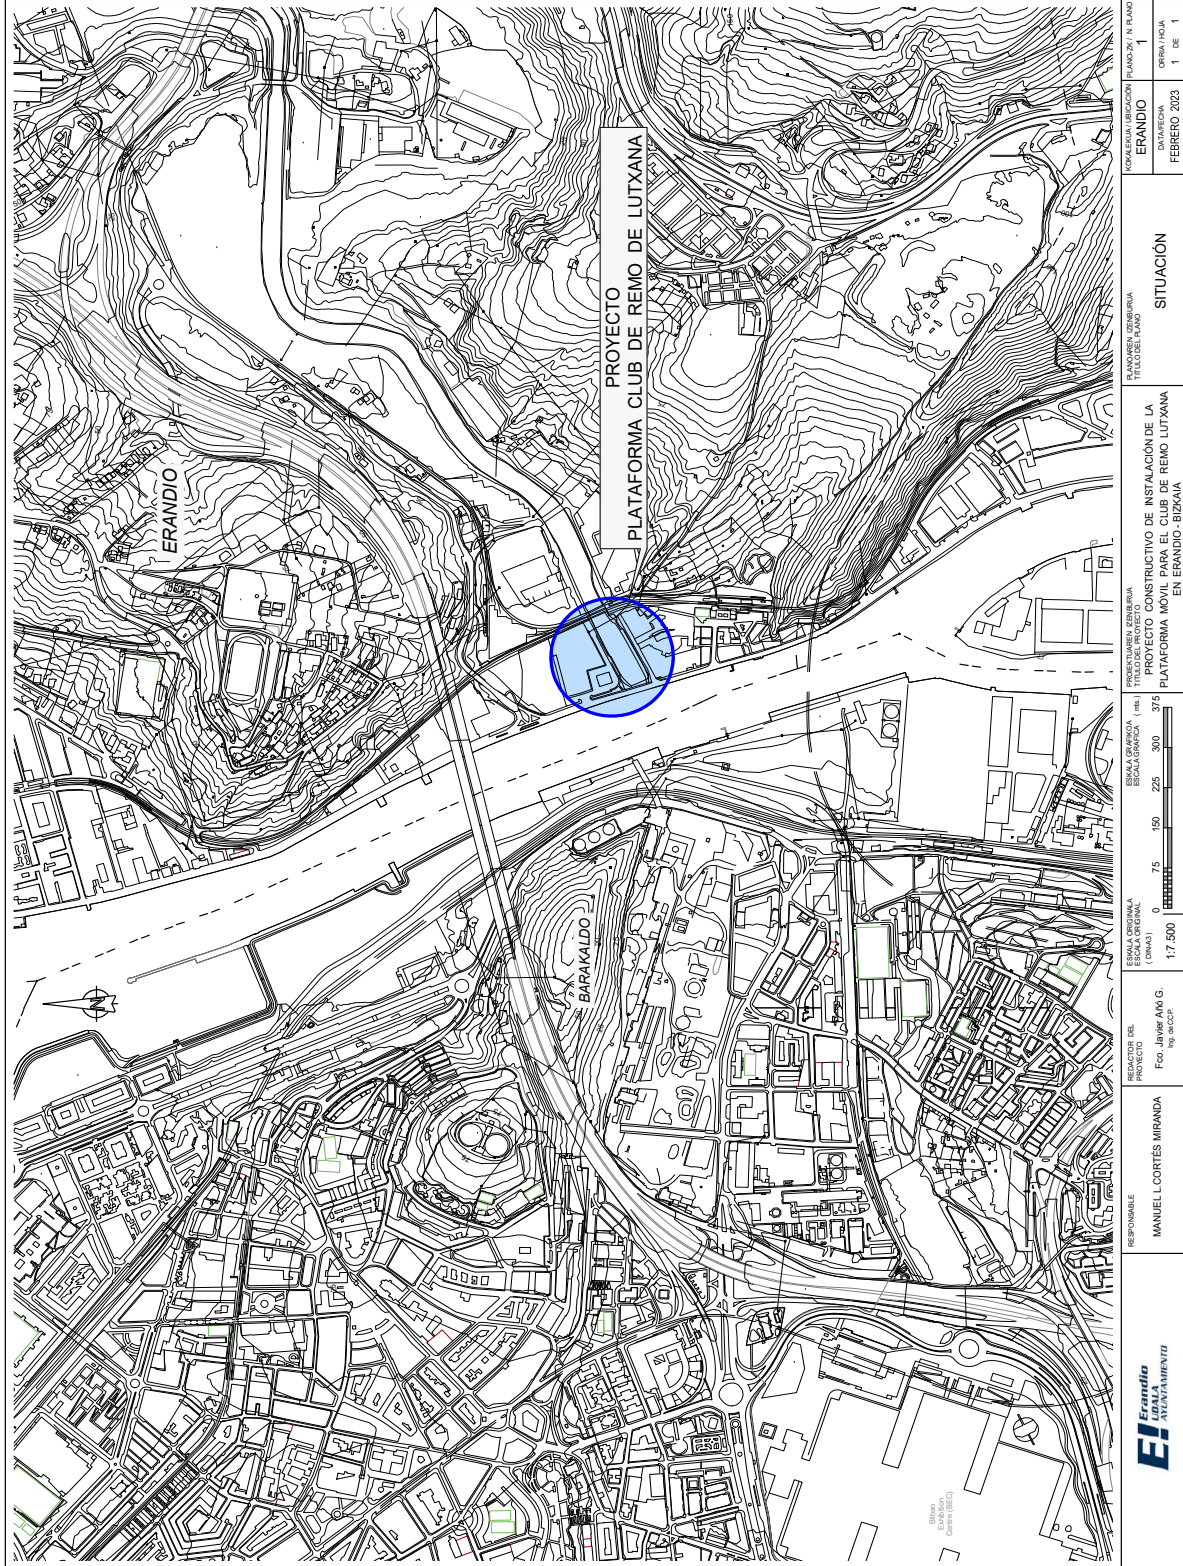 ERANDIO
PROYECTO
PLATAFORMA CLUB DE REMO DE LUTXANA
BARAKALDO
N
Bilbao
Exhibition
Centre (BEC)
Erandio
UDALA
AYUNTAMIENTO
RESPONSABLE
MANUEL L. CORTÉS MIRANDA
REDACTOR DEL
PROYECTO
Fco. Javier Añó G.
Ing. de CCP.
ESKALA ORIGINALA
ESCALA ORIGINAL
( DINA3 )
1:7.500
ESKALA GRAFIKOA
ESCALA GRAFICA ( mts.)
0 75 150 225 300 375
PROIEKTUAREN IZENBURUA
TITULO DEL PROYECTO
PROYECTO CONSTRUCTIVO DE INSTALACIÓN DE LA
PLATAFORMA MÓVIL PARA EL CLUB DE REMO LUTXANA
EN ERANDIO - BIZKAIA
PLANOAREN IZENBURUA
TITULO DEL PLANO
SITUACIÓN
KOKALEKUA / UBICACIÓN
ERANDIO
DATA/FECHA
FEBRERO 2023
PLANO-ZK / N. PLANO
1
ORRIA / HOJA
1 DE 1